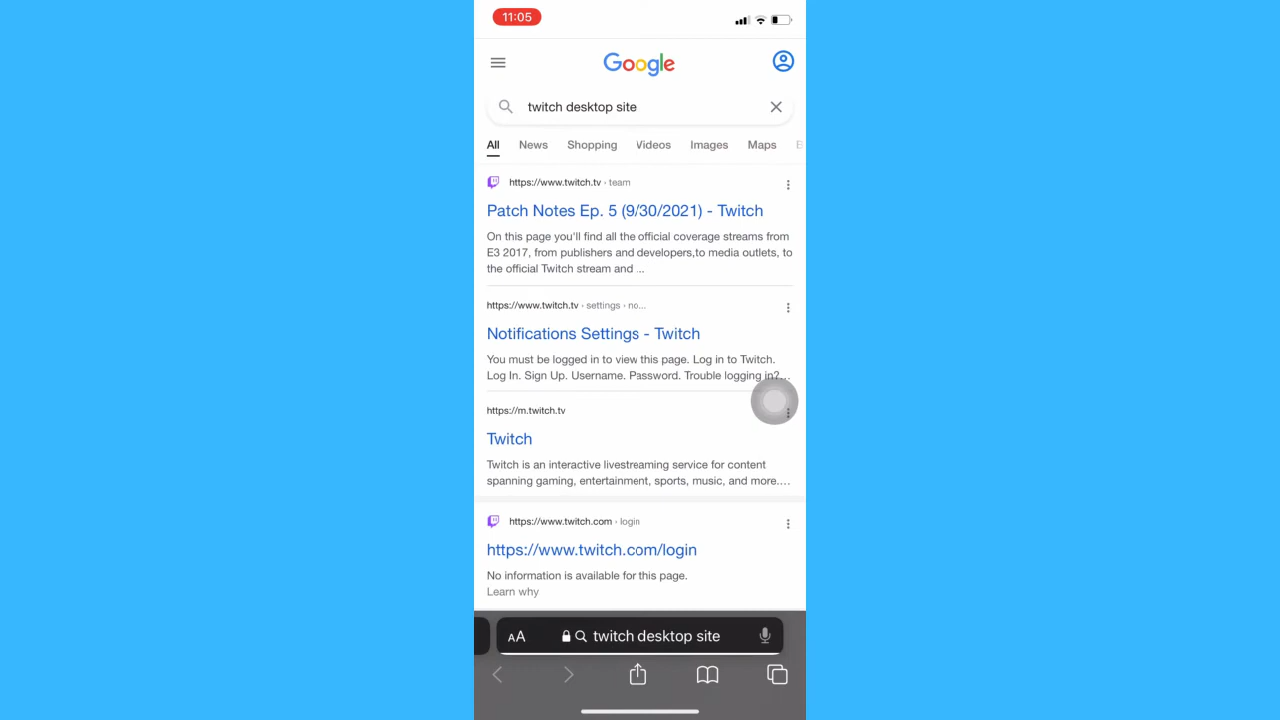 11:05
Google
twitch desktop site
All News Shopping Videos Images Maps
https://www.twitch.tv › team
Patch Notes Ep. 5 (9/30/2021) - Twitch
On this page you'll find all the official coverage streams from
E3 2017, from publishers and developers,to media outlets, to
the official Twitch stream and ...
https://www.twitch.tv › settings › no...
Notifications Settings - Twitch
You must be logged in to view this page. Log in to Twitch.
Log In. Sign Up. Username. Password. Trouble logging in?...
https://m.twitch.tv
Twitch
Twitch is an interactive livestreaming service for content
spanning gaming, entertainment, sports, music, and more....
https://www.twitch.com › login
https://www.twitch.com/login
No information is available for this page.
Learn why
AA twitch desktop site